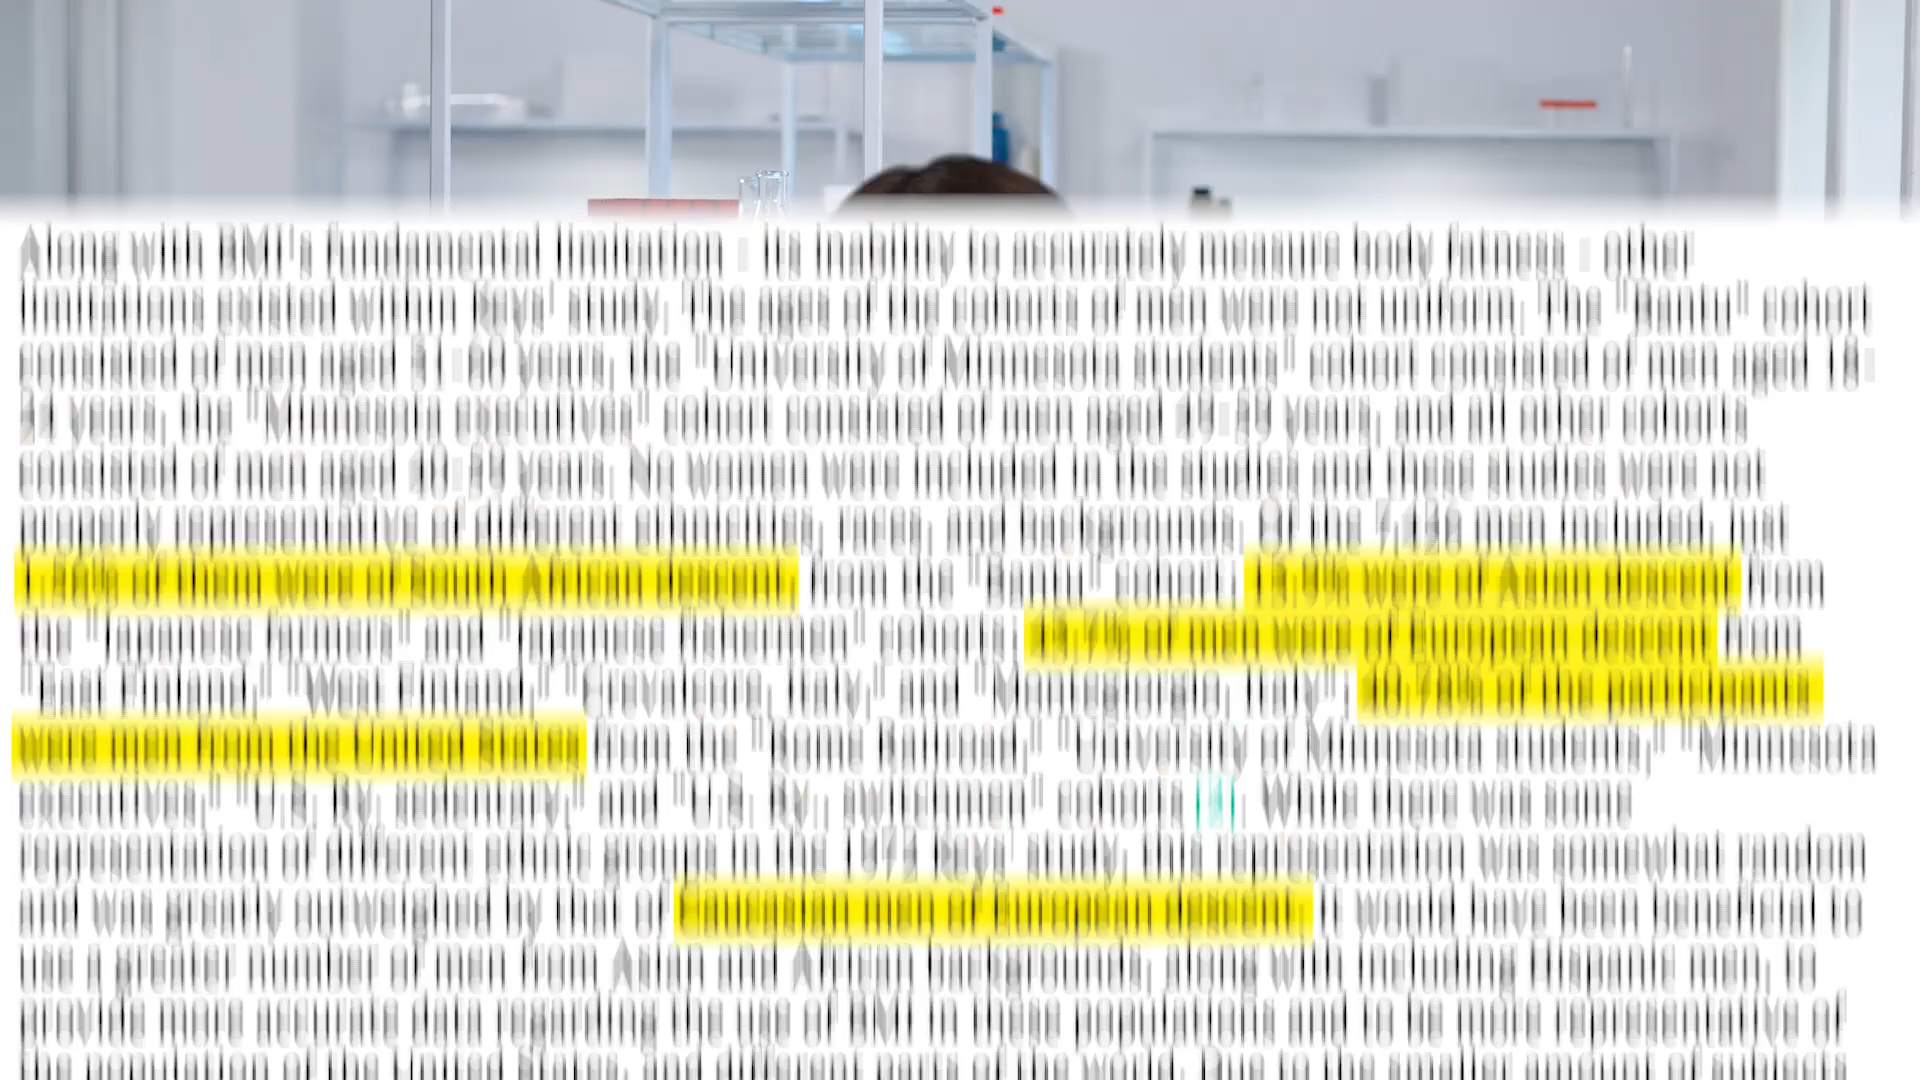 Along with BMI's fundamental limitation - its inability to accurately measure body fatness - other
limitations existed within Keys' study. The ages of the cohorts of men were not uniform. The "Bantu" cohort
consisted of men aged 31-60 years, the "University of Minnesota students" cohort consisted of men aged 18-
24 years, the "Minnesota executives" cohort consisted of men aged years, and all other cohorts
consisted of men aged years. No women were included in the studies and these studies were not
properly representative of different ethnicities, races, and backgrounds. Of the men included, just
of them were of South African descent from the "Bantu" cohort, were of Asian descent from
the "Japanese farmers" and "Japanese fishermen" cohorts, of men were of European descent from
"East Finland," "West Finland," "Crevalcore, Italy," and "Montegiorgio, Italy", of the participants
were men from the United States from the "Rome Railroad," "University of Minnesota students," "Minnesota
executives," "U.S. Ry. sedentary," and "U.S. Ry. switchmen" cohorts . While there was some
representation of different ethnic groups in the 1972 Keys' study, this representation was somewhat random
and was greatly outweighed by that of American men of European descent. It would have been beneficial to
use a greater number of men from Asian and African backgrounds, along with including Hispanic men, to
provide more accurate data regarding the use of BMI in these populations and to be more representative of
the population of the United States and different parts of the world. Due to the smaller amount of subjects